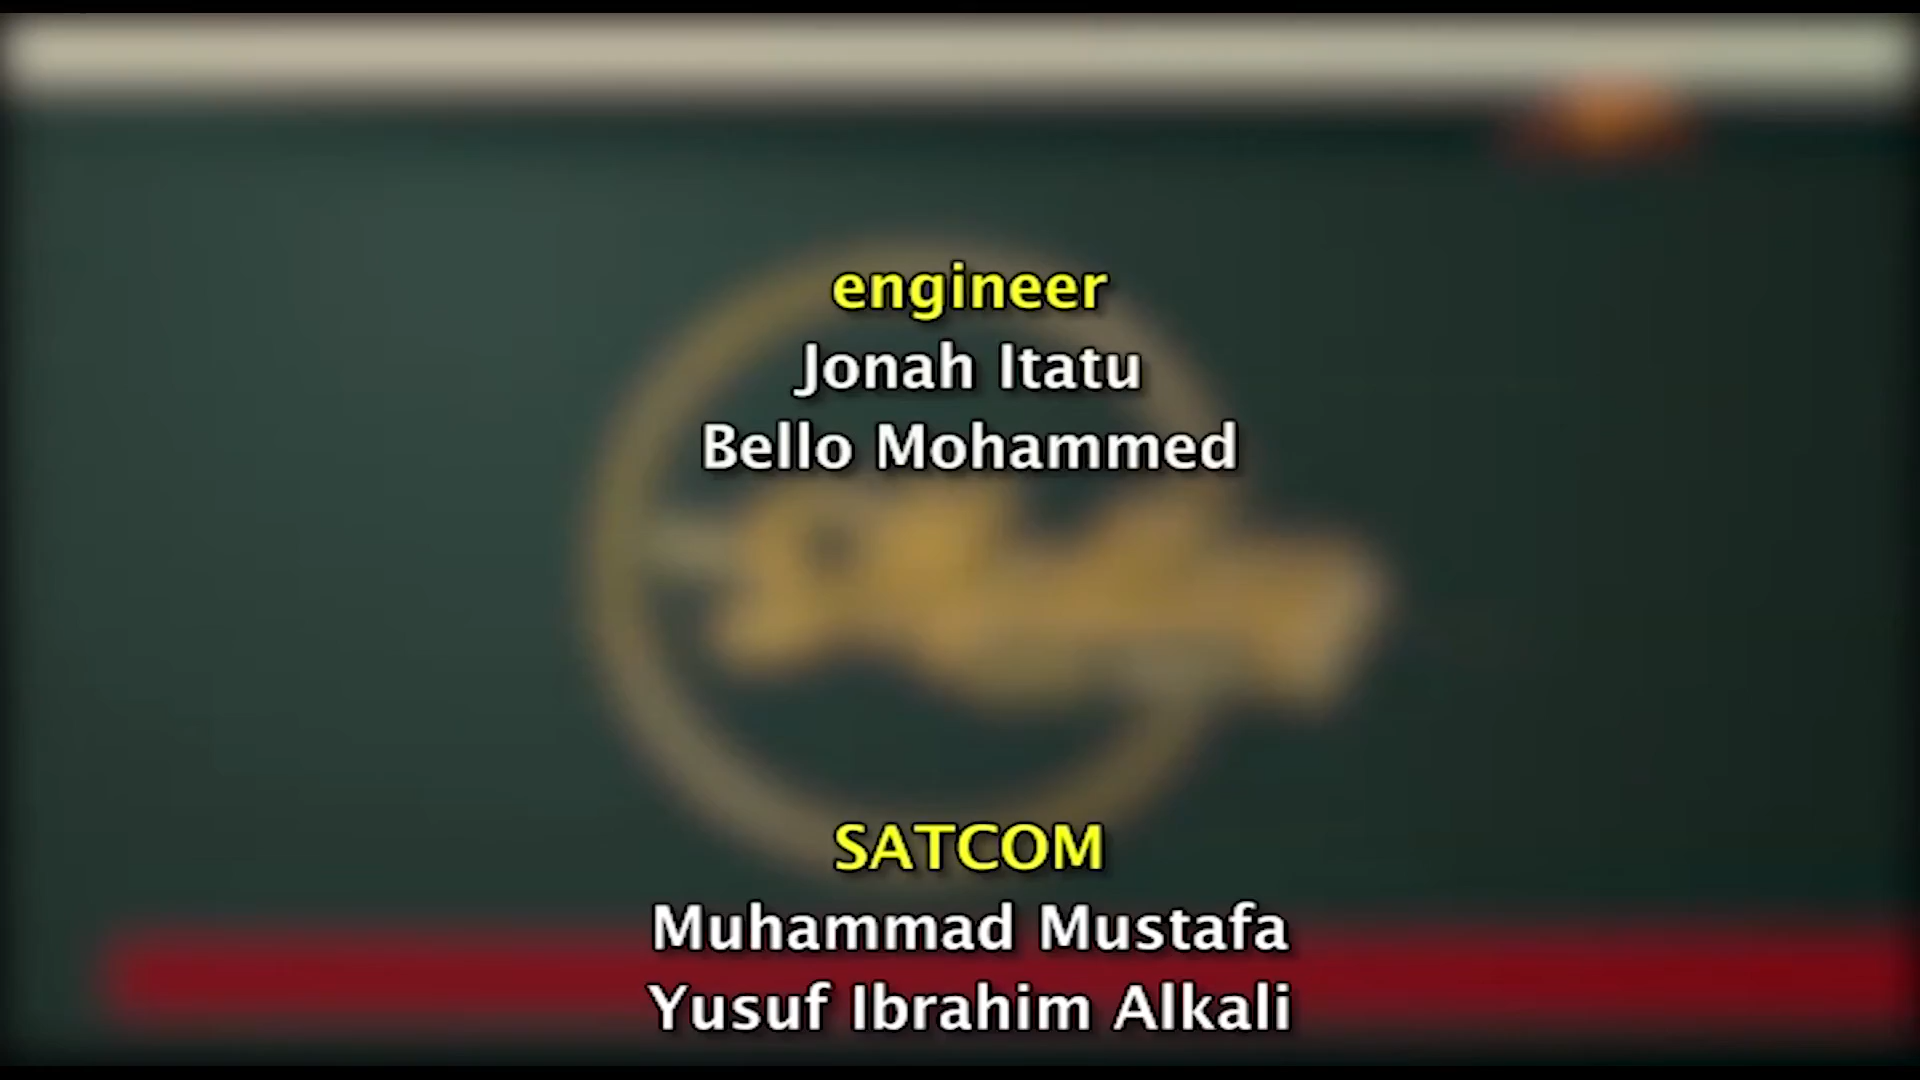 engineer
Jonah Itatu
Bello Mohammed
SATCOM
Muhammad Mustafa
Yusuf Ibrahim Alkali